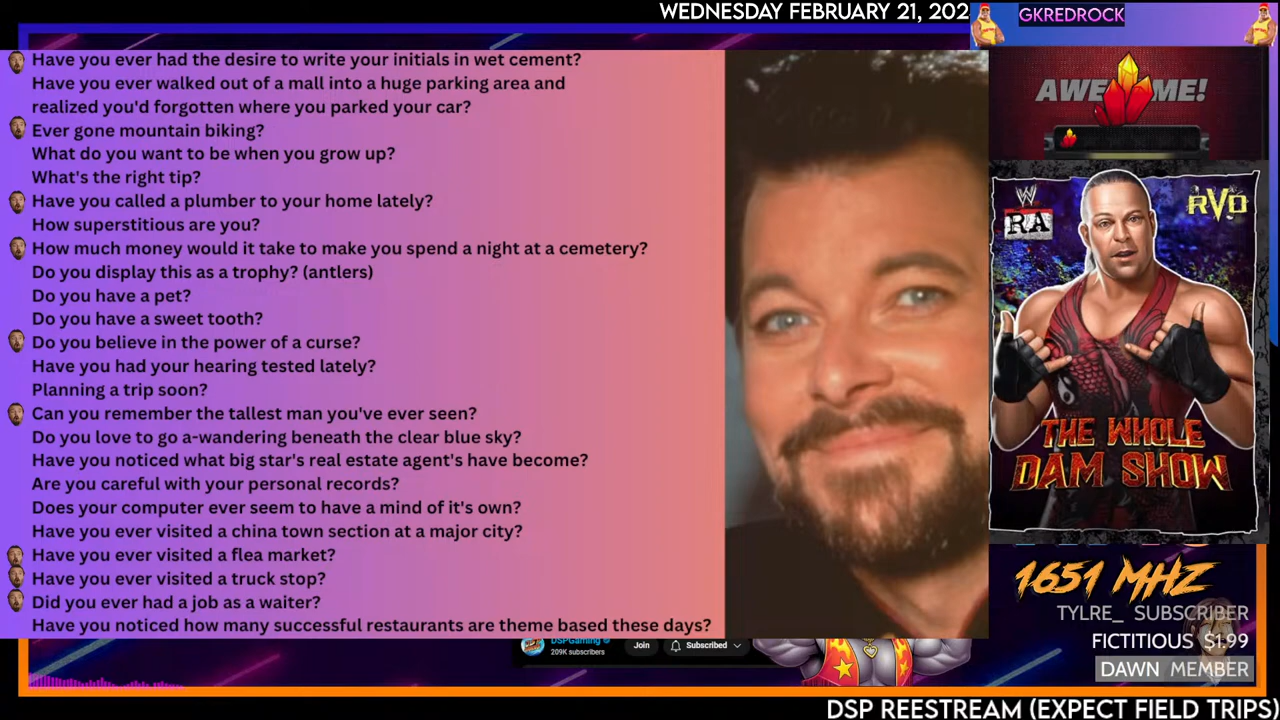 WEDNESDAY FEBRUARY 21, 202
GKREDROCK
Have you ever had the desire to write your initials in wet cement?
Have you ever walked out of a mall into a huge parking area and
realized you'd forgotten where you parked your car?
Ever gone mountain biking?
What do you want to be when you grow up?
What's the right tip?
Have you called a plumber to your home lately?
How superstitious are you?
How much money would it take to make you spend a night at a cemetery?
Do you display this as a trophy? (antlers)
Do you have a pet?
Do you have a sweet tooth?
Do you believe in the power of a curse?
Have you had your hearing tested lately?
Planning a trip soon?
Can you remember the tallest man you've ever seen?
Do you love to go a-wandering beneath the clear blue sky?
Have you noticed what big star's real estate agent's have become?
Are you careful with your personal records?
Does your computer ever seem to have a mind of it's own?
Have you ever visited a china town section at a major city?
Have you ever visited a flea market?
Have you ever visited a truck stop?
Did you ever had a job as a waiter?
Have you noticed how many successful restaurants are theme based these days?
AWE ME!
W
RA
RVD
THE WHOLE
DAM SHOW
1651 MHZ
TYLRE_ SUBSCRIBER
FICTITIOUS $1.99
DAWN MEMBER
DSPGaming
209K subscribers
Join
Subscribed
DSP REESTREAM (EXPECT FIELD TRIPS)